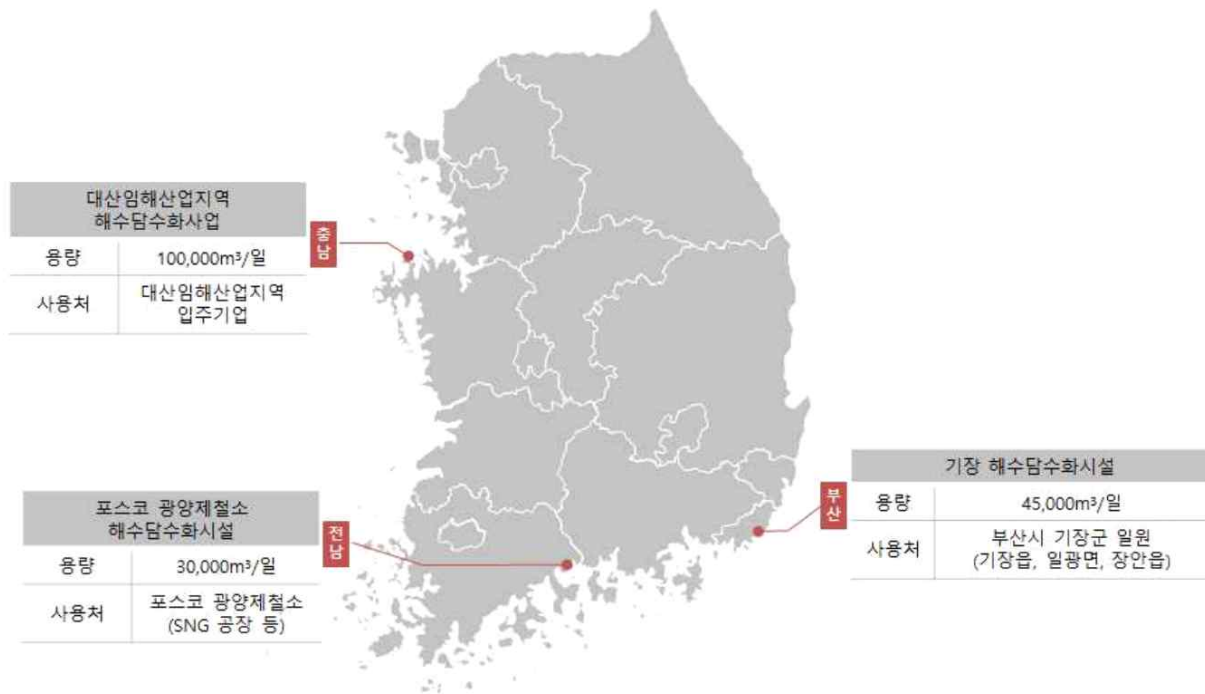 대산임해산업지역
해수담수화사업
용량 100,000m³/일
사용처 대산임해산업지역
입주기업
충남
포스코 광양제철소
해수담수화시설
용량 30,000m³/일
사용처 포스코 광양제철소
(SNG 공장 등)
전남
부산
기장 해수담수화시설
용량 45,000m³/일
사용처 부산시 기장군 일원
(기장읍, 일광면, 장안읍)